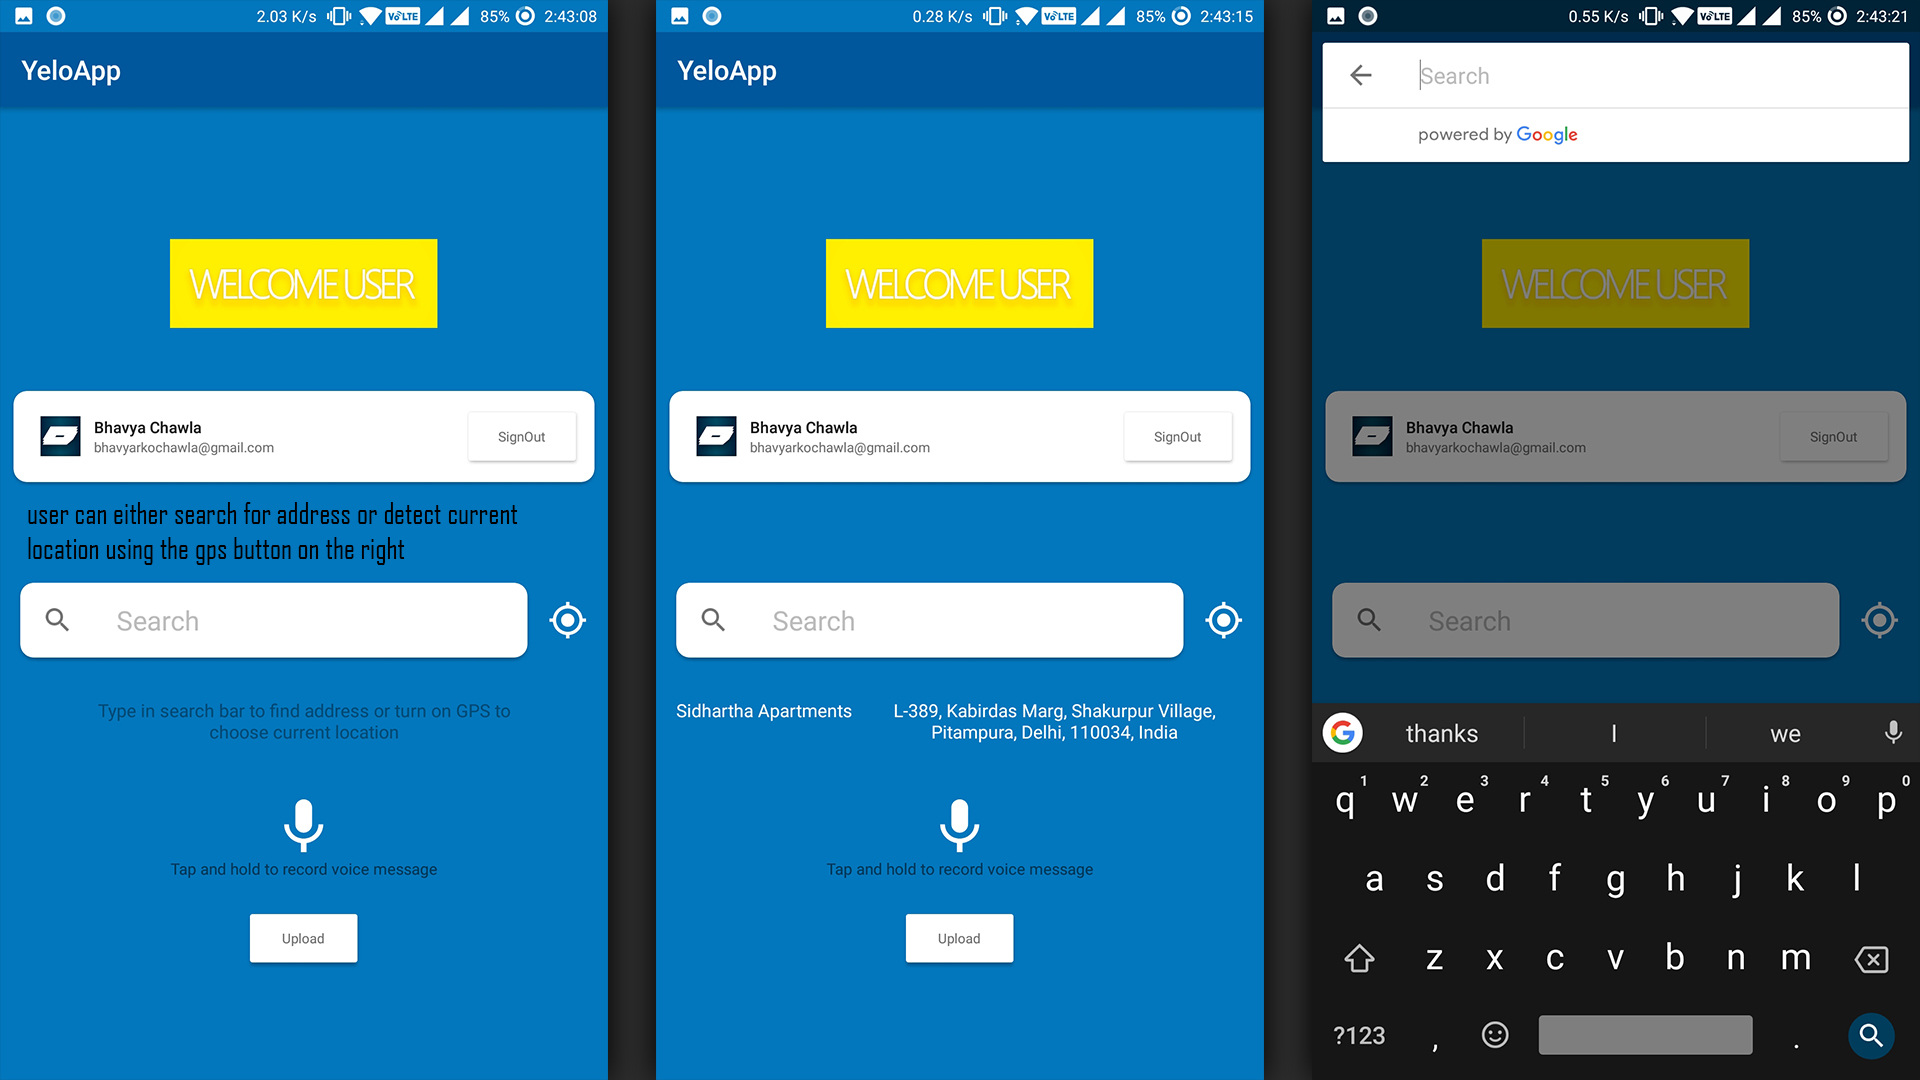 2.03 K/s VoLTE 85% 2:43:08
YeloApp
WELCOME USER
Bhavya Chawla
bhavyarkochawla@gmail.com
SignOut
user can either search for address or detect current
location using the gps button on the right
Search
Type in search bar to find address or turn on GPS to
choose current location
Tap and hold to record voice message
Upload
0.28 K/s VoLTE 85% 2:43:15
YeloApp
WELCOME USER
Bhavya Chawla
bhavyarkochawla@gmail.com
SignOut
Search
Sidhartha Apartments
L-389, Kabirdas Marg, Shakurpur Village,
Pitampura, Delhi, 110034, India
Tap and hold to record voice message
Upload
0.55 K/s VoLTE 85% 2:43:21
Search
powered by Google
WELCOME USER
Bhavya Chawla
bhavyarkochawla@gmail.com
SignOut
Search
G thanks I we
1 2 3 4 5 6 7 8 9 0
q w e r t y u i o p
a s d f g h j k l
z x c v b n m
?123 , .